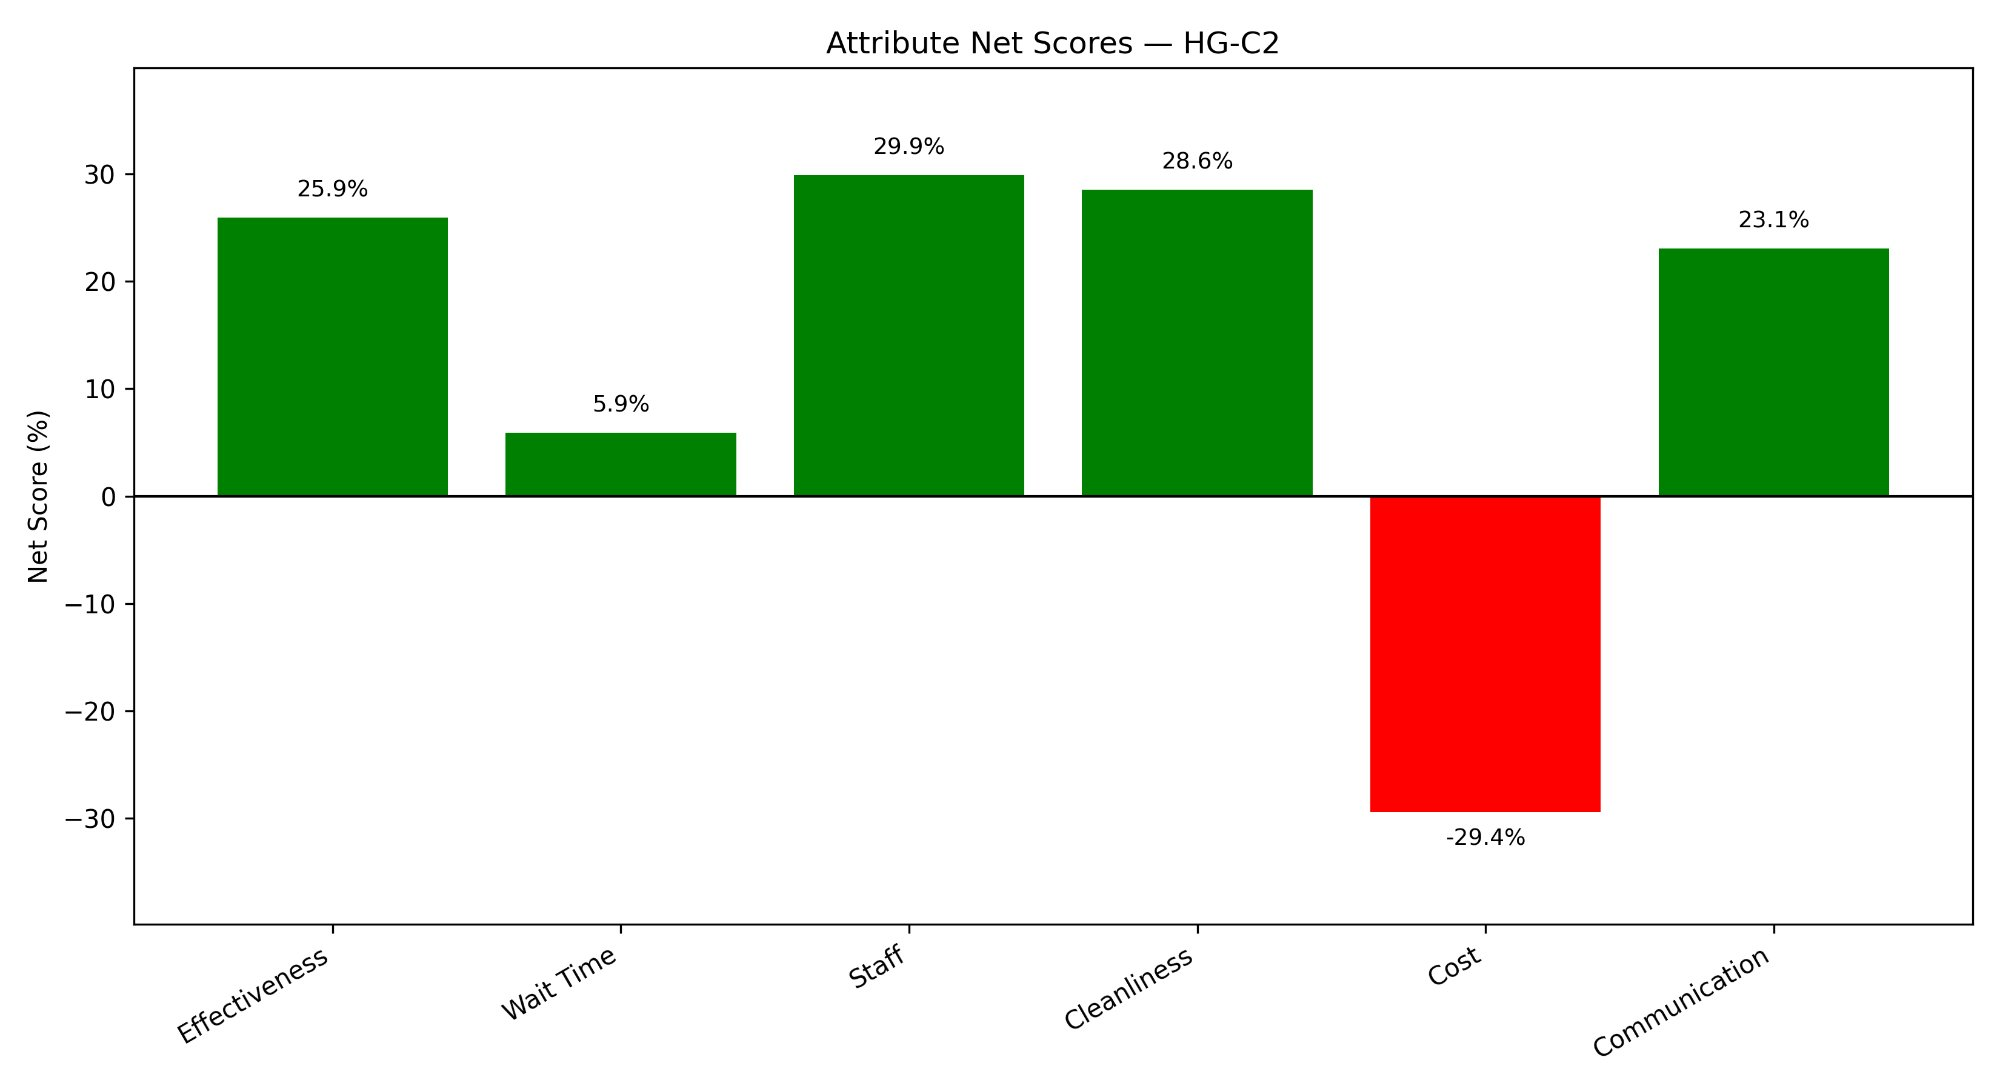 Attribute Net Scores — HG-C2
Net Score (%)
30
20
10
0
−10
−20
−30
25.9%
5.9%
29.9%
28.6%
-29.4%
23.1%
Effectiveness
Wait Time
Staff
Cleanliness
Cost
Communication